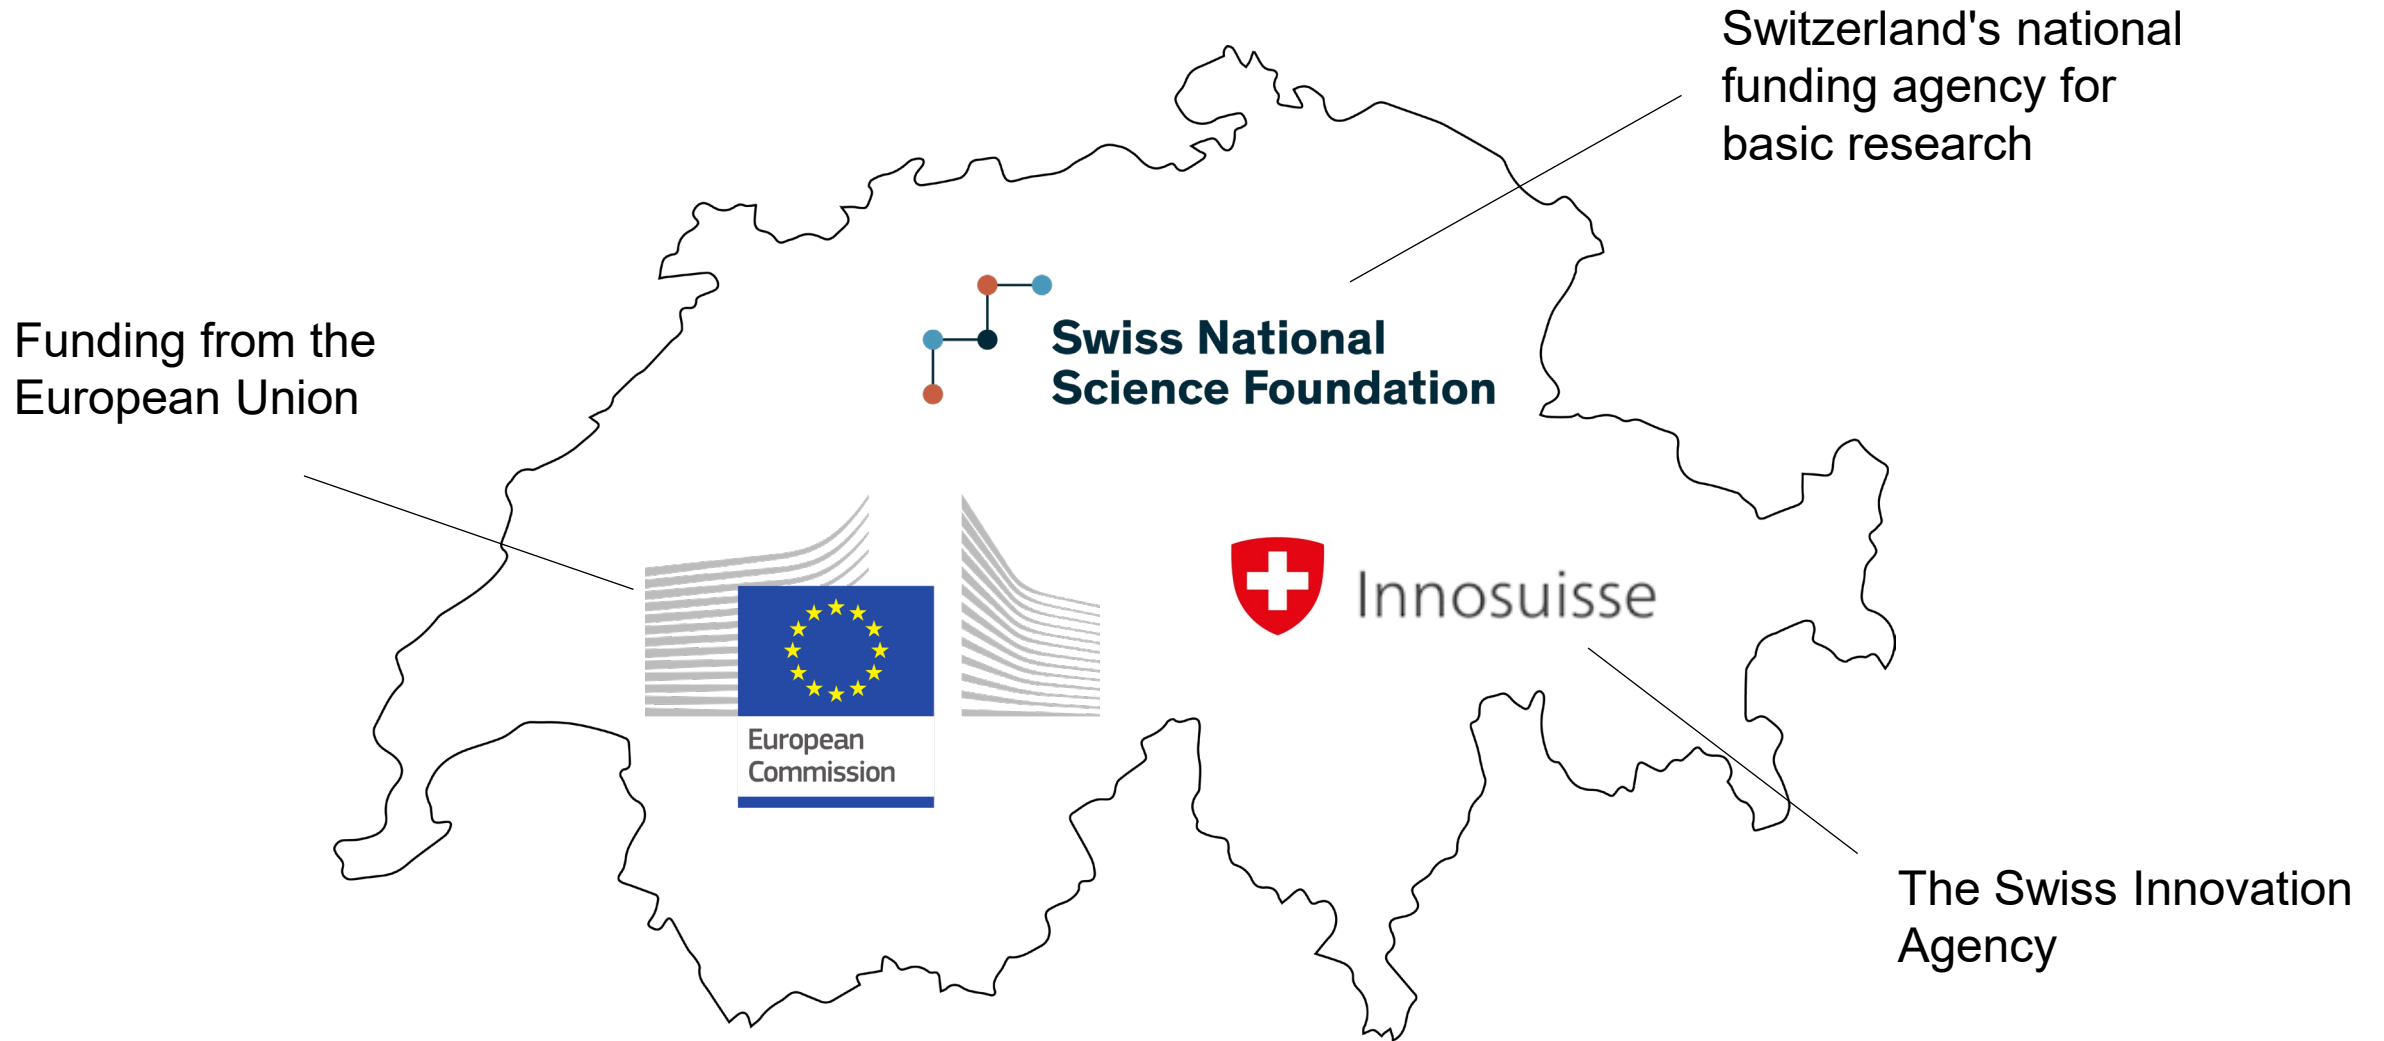 Switzerland's national
funding agency for
basic research
Funding from the
European Union
Swiss National
Science Foundation
Innosuisse
European
Commission
The Swiss Innovation
Agency